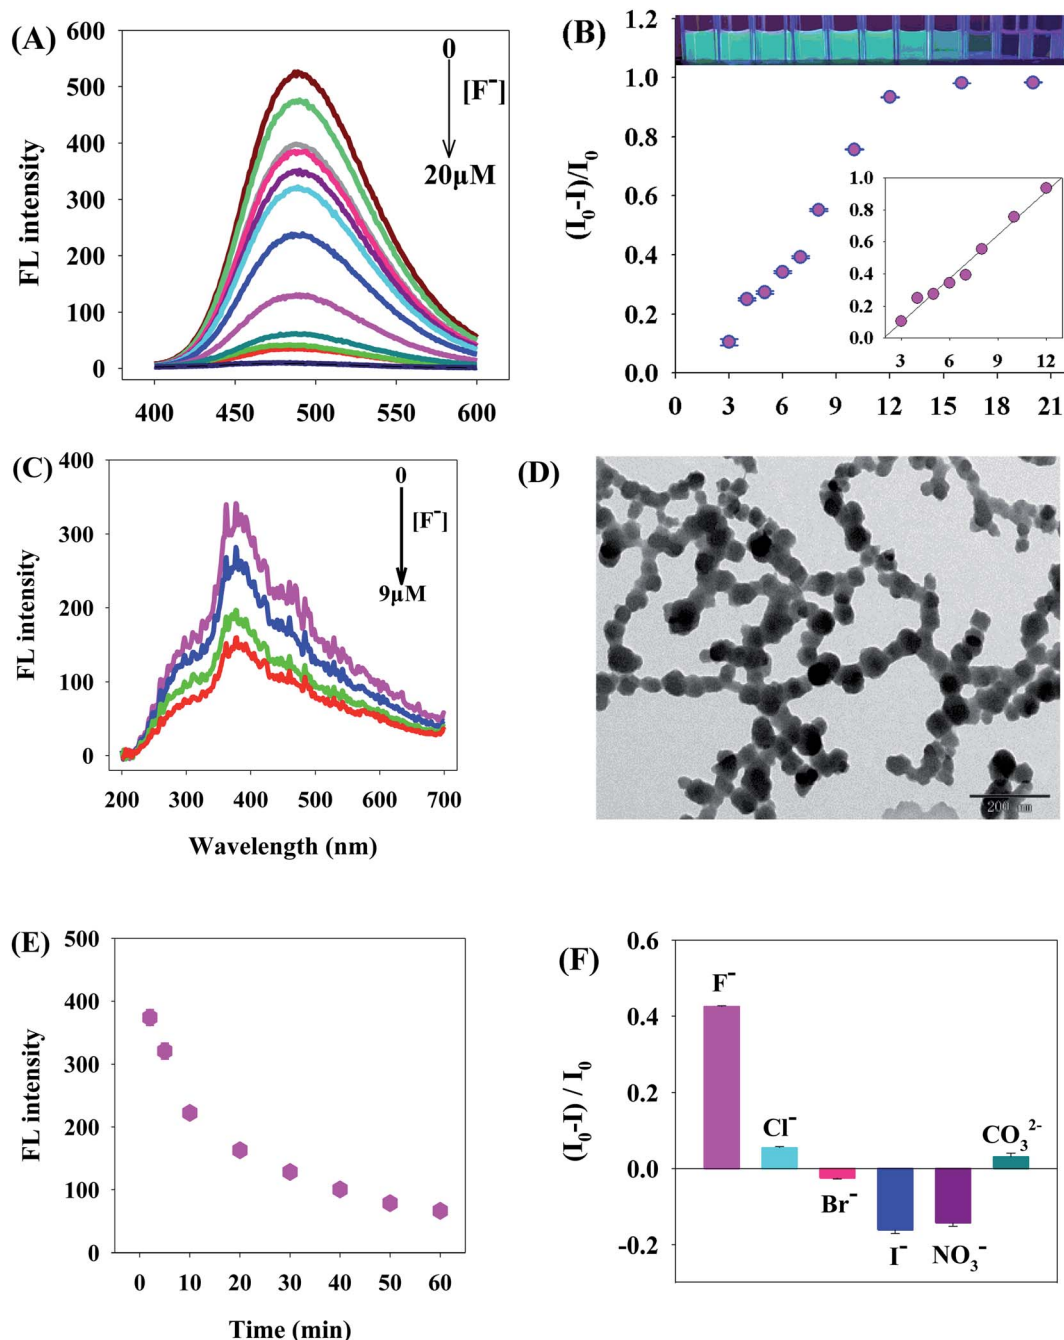 (A)
600
500
400
300
200
100
0
FL intensity
0
[F⁻]
20μM
400 450 500 550 600
(B)
1.2
1.0
0.8
0.6
0.4
0.2
0.0
(I₀-I)/I₀
1.0
0.8
0.6
0.4
0.2
0.0
3 6 9 12
0 3 6 9 12 15 18 21
(C)
400
300
200
100
0
FL intensity
0
[F⁻]
9μM
200 300 400 500 600 700
Wavelength (nm)
(D)
200 nm
(E)
500
400
300
200
100
0
FL intensity
0 10 20 30 40 50 60
Time (min)
(F)
0.6
0.4
0.2
0.0
-0.2
(I₀-I) / I₀
F⁻
Cl⁻
Br⁻
I⁻
NO₃⁻
CO₃²⁻